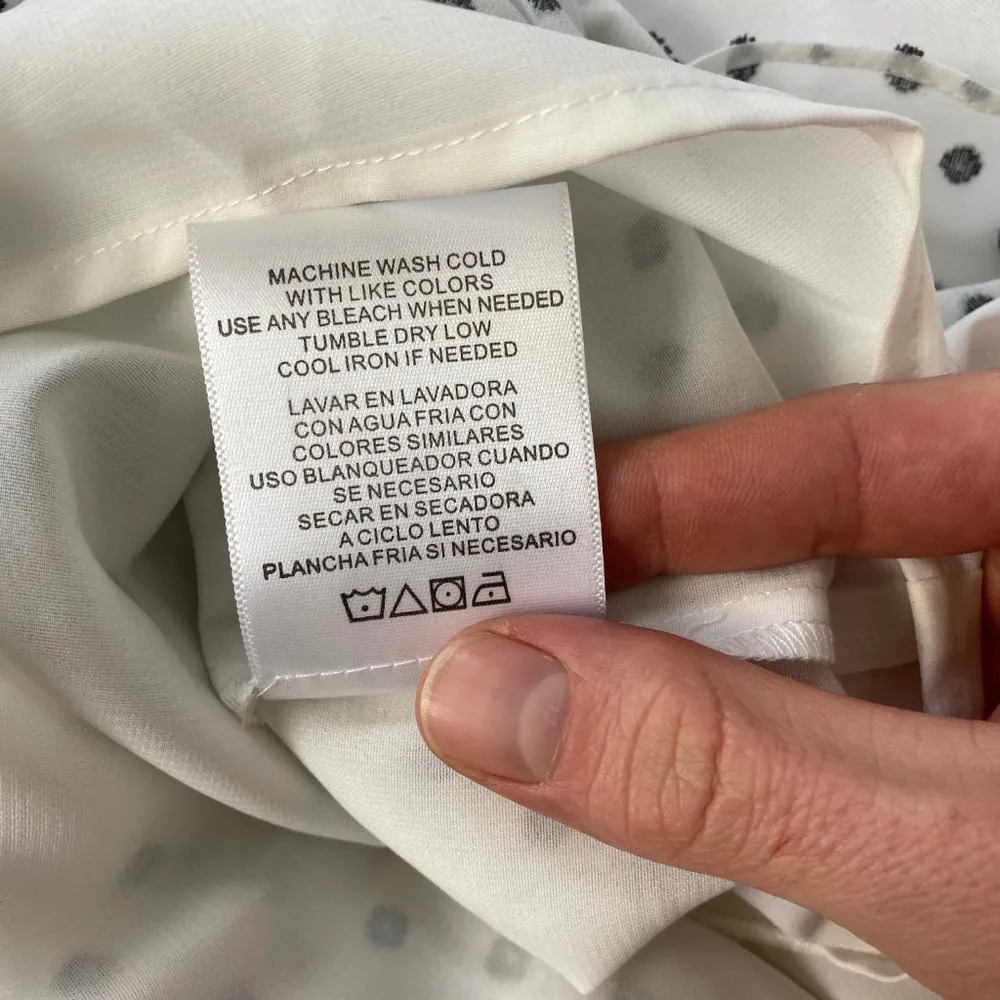 MACHINE WASH COLD
WITH LIKE COLORS
USE ANY BLEACH WHEN NEEDED
TUMBLE DRY LOW
COOL IRON IF NEEDED
LAVAR EN LAVADORA
CON AGUA FRIA CON
COLORES SIMILARES
USO BLANQUEADOR CUANDO
SE NECESARIO
SECAR EN SECADORA
A CICLO LENTO
PLANCHA FRIA SI NECESARIO